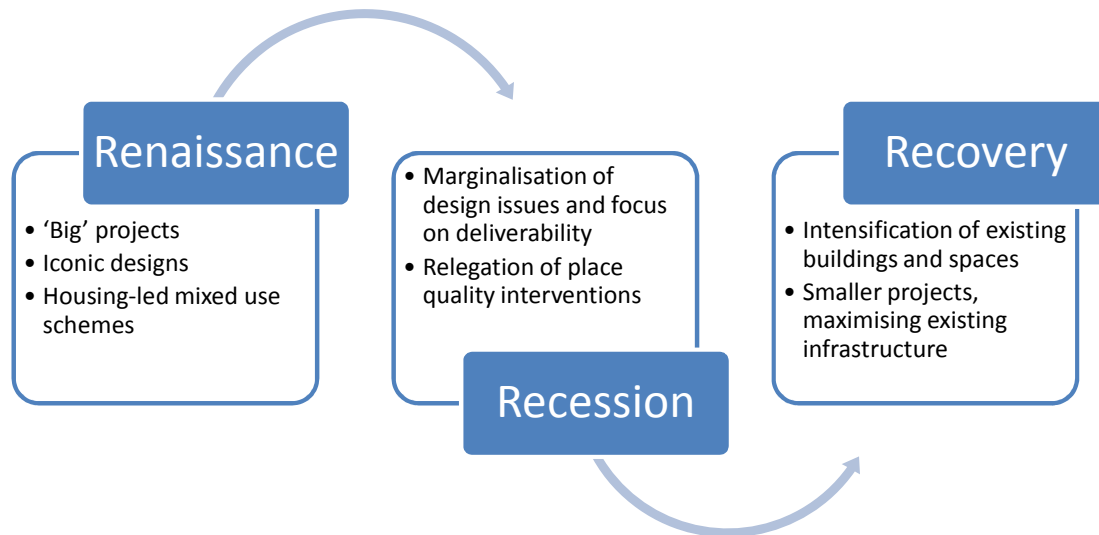 Renaissance
• ‘Big’ projects
• Iconic designs
• Housing-led mixed use
schemes
• Marginalisation of
design issues and focus
on deliverability
• Relegation of place
quality interventions
Recession
Recovery
• Intensification of existing
buildings and spaces
• Smaller projects,
maximising existing
infrastructure